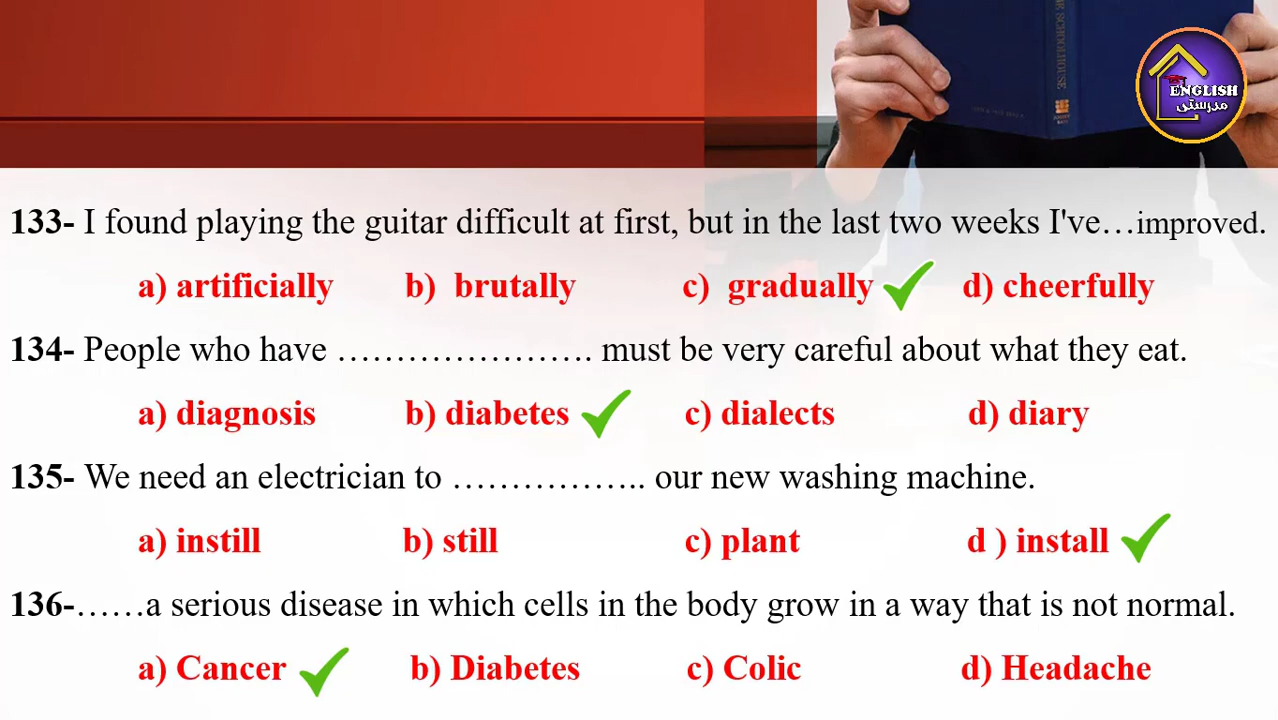 ENGLISH
مدرستي
133- I found playing the guitar difficult at first, but in the last two weeks I've…improved.
a) artificially b) brutally c) gradually d) cheerfully
134- People who have …………………. must be very careful about what they eat.
a) diagnosis b) diabetes c) dialects d) diary
135- We need an electrician to …………….. our new washing machine.
a) instill b) still c) plant d ) install
136-……a serious disease in which cells in the body grow in a way that is not normal.
a) Cancer b) Diabetes c) Colic d) Headache